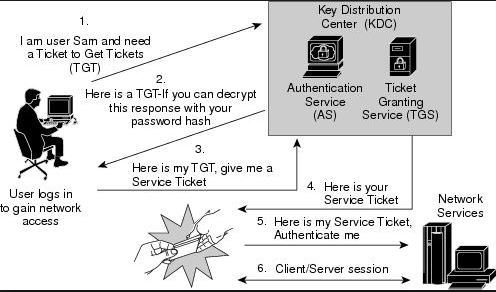 1.
I am user Sam and need
a Ticket to Get Tickets
(TGT)
2.
Here is a TGT-If you can decrypt
this response with your
password hash
3.
Here is my TGT, give me a
Service Ticket
User logs in
to gain network
access
Key Distribution
Center (KDC)
Authentication
Service
(AS)
Ticket
Granting
Service (TGS)
4. Here is your
Service Ticket
5. Here is my Service Ticket,
Authenticate me
6. Client/Server session
Network
Services